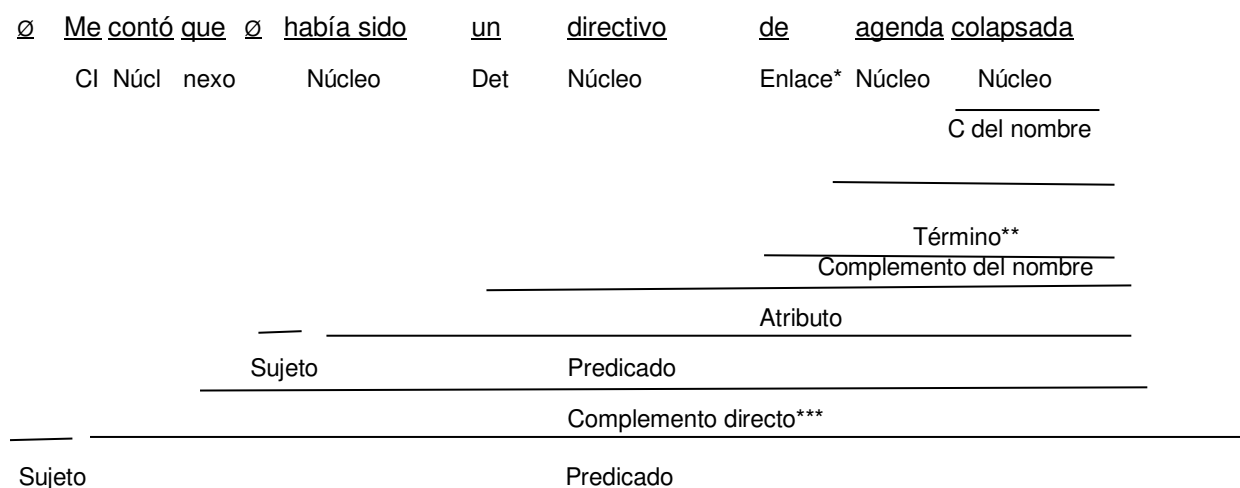 Ø Me contó que Ø había sido un directivo de agenda colapsada
CI Núcl nexo Núcleo Det Núcleo Enlace* Núcleo Núcleo
C del nombre
Término**
Complemento del nombre
Atributo
Sujeto Predicado
Complemento directo***
Sujeto Predicado